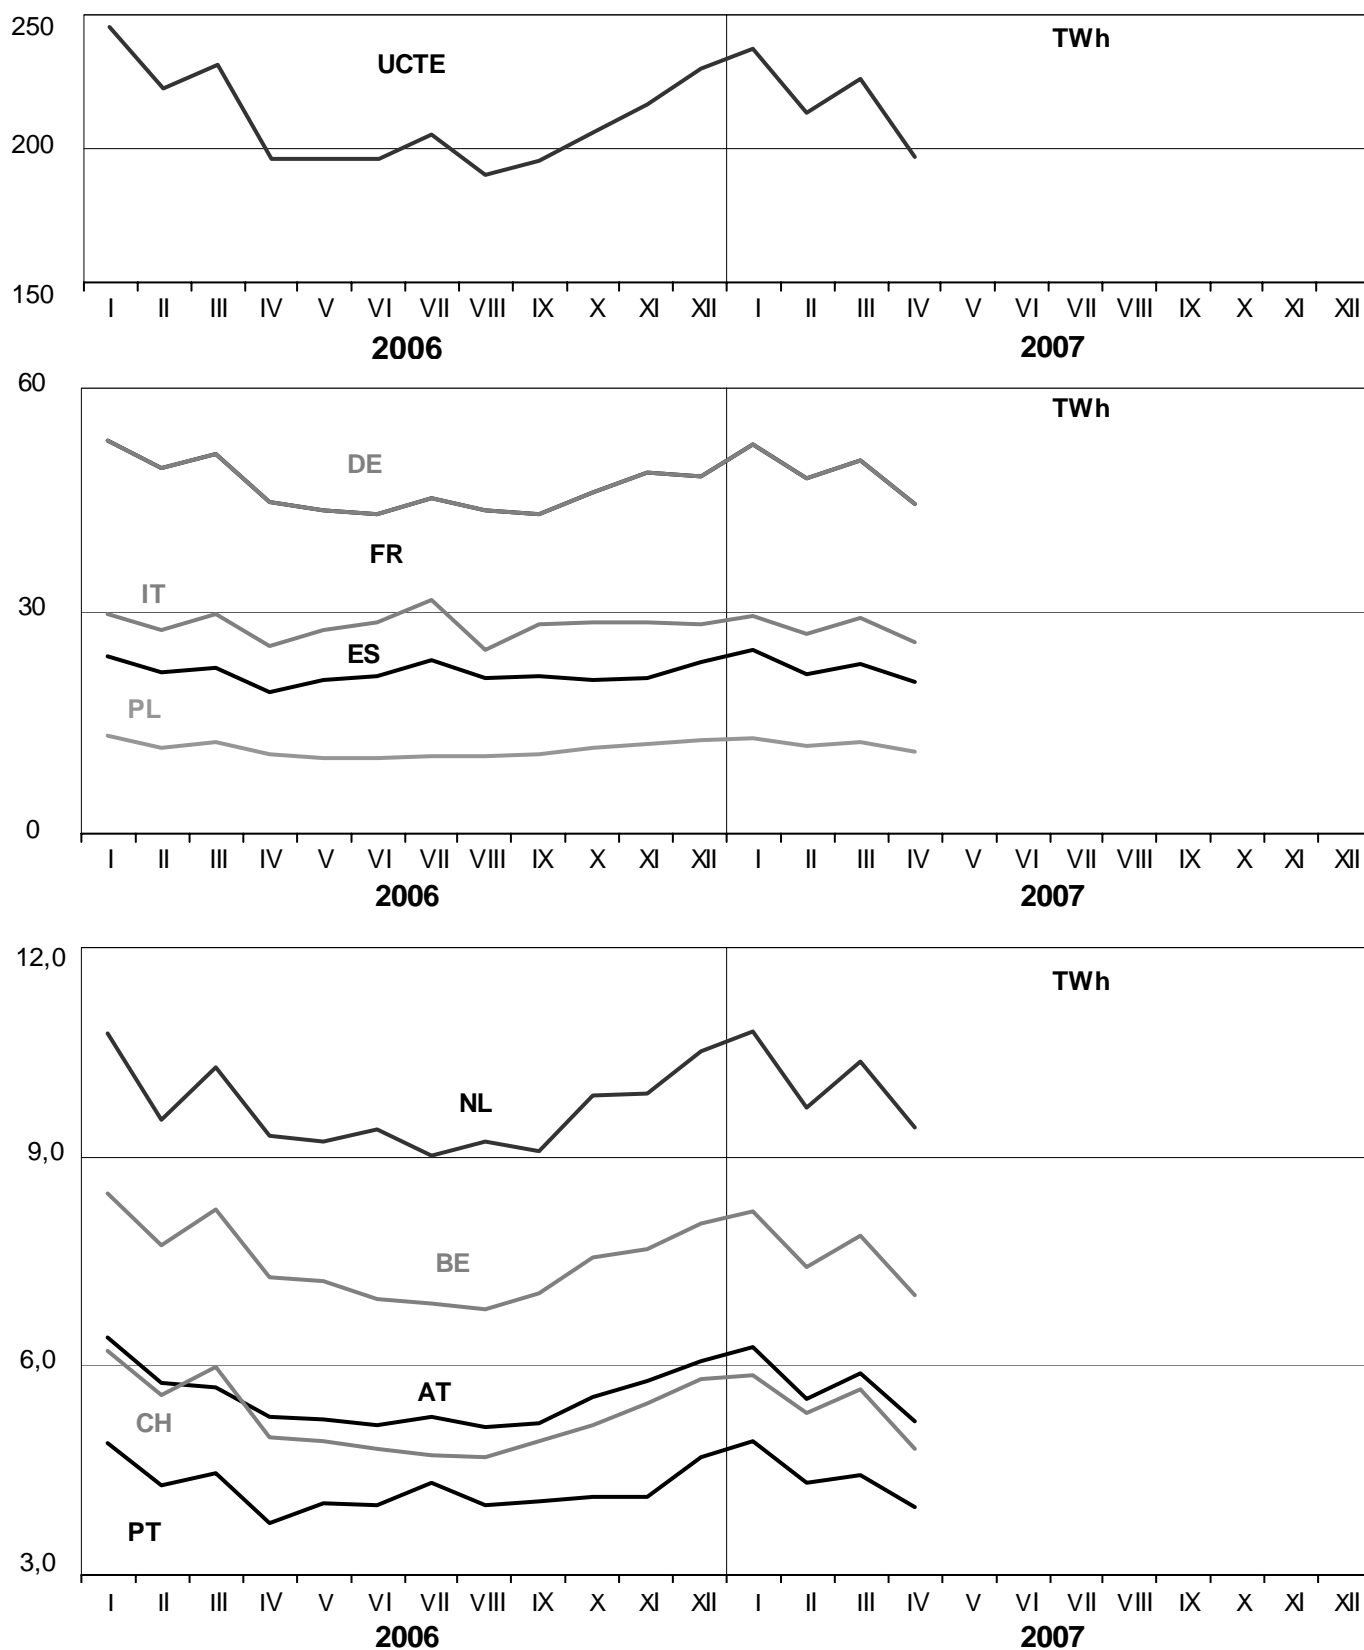 250
TWh
UCTE
200
150
I II III IV V VI VII VIII IX X XI XII I II III IV V VI VII VIII IX X XI XII
2006 2007
60
TWh
DE
FR
IT
30
ES
PL
0
I II III IV V VI VII VIII IX X XI XII I II III IV V VI VII VIII IX X XI XII
2006 2007
12,0
TWh
NL
9,0
BE
6,0
AT
CH
PT
3,0
I II III IV V VI VII VIII IX X XI XII I II III IV V VI VII VIII IX X XI XII
2006 2007